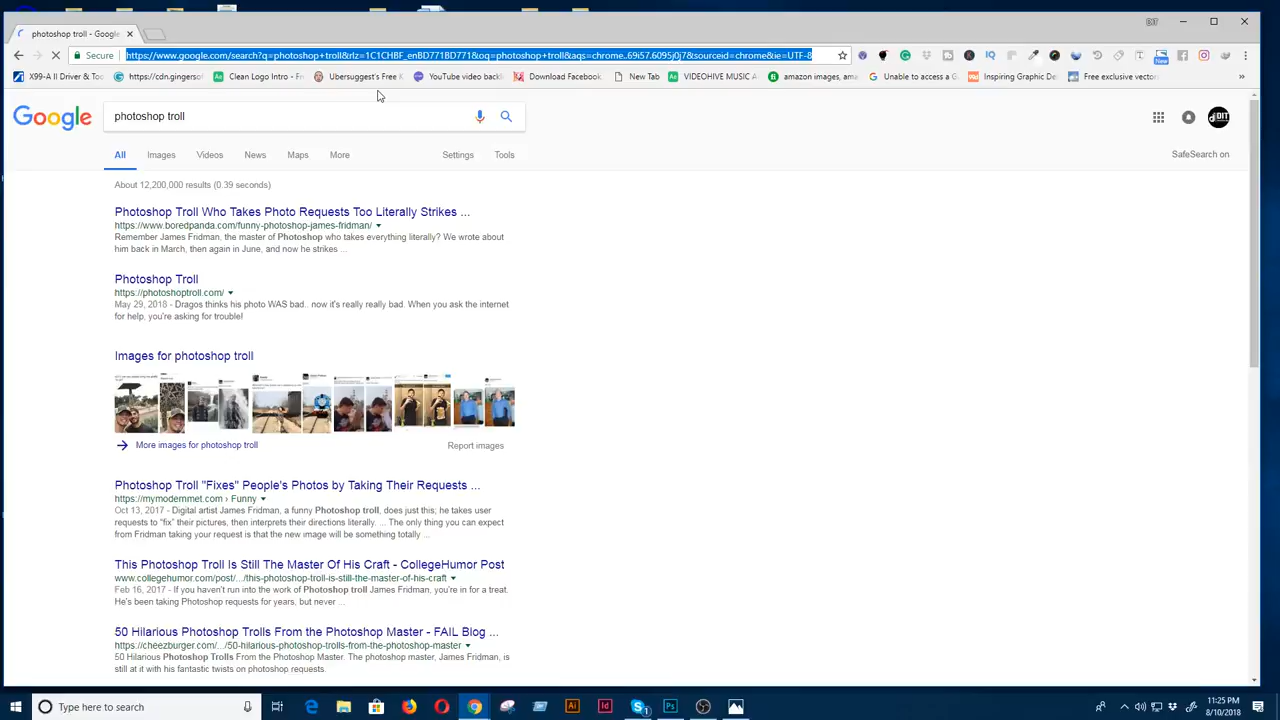 photoshop troll - Google
DIT
Secure
https://www.google.com/search?q=photoshop+troll&rlz=1C1CHBF_enBD771BD771&oq=photoshop+troll&aqs=chrome..69i57.6095j0j7&sourceid=chrome&ie=UTF-8
X99-A II Driver & Too
http://cdn.gingersof
Clean Logo Intro - Fr
Ubersuggest's Free K
YouTube video backl
Download Facebook
New Tab
VIDEOHIVE MUSIC A
amazon images
Unable to access a G
Inspiring Graphic De
Free exclusive vector
Google
photoshop troll
DIT
All Images Videos News Maps More Settings Tools
SafeSearch on
About 12,200,000 results (0.39 seconds)
Photoshop Troll Who Takes Photo Requests Too Literally Strikes ...
https://www.boredpanda.com/funny-photoshop-james-fridman/
Remember James Fridman, the master of Photoshop who takes everything literally? We wrote about
him back in March, then again in June, and now he strikes ...
Photoshop Troll
https://photoshoptroll.com/
May 29, 2018 - Dragos thinks his photo WAS bad.. now it's really really bad. When you ask the internet
for help, you're asking for trouble!
Images for photoshop troll
More images for photoshop troll
Report images
Photoshop Troll "Fixes" People's Photos by Taking Their Requests ...
https://mymodernmet.com › Funny
Oct 13, 2017 - Digital artist James Fridman, a funny Photoshop troll, does just this; he takes user
requests to "fix" their pictures, then interprets their directions literally. ... The only thing you can expect
from Fridman taking your request is that the new image will be something totally ...
This Photoshop Troll Is Still The Master Of His Craft - CollegeHumor Post
www.collegehumor.com/post/.../this-photoshop-troll-is-still-the-master-of-his-craft
Feb 16, 2017 - If you haven't run into the work of Photoshop troll James Fridman, you're in for a treat.
He's been taking Photoshop requests for years, but never ...
50 Hilarious Photoshop Trolls From the Photoshop Master - FAIL Blog ...
https://cheezburger.com/.../50-hilarious-photoshop-trolls-from-the-photoshop-master
50 Hilarious Photoshop Trolls From the Photoshop Master. The photoshop master, James Fridman, is
still at it with his fantastic twists on photoshop requests.
Type here to search
11:25 PM
8/10/2018